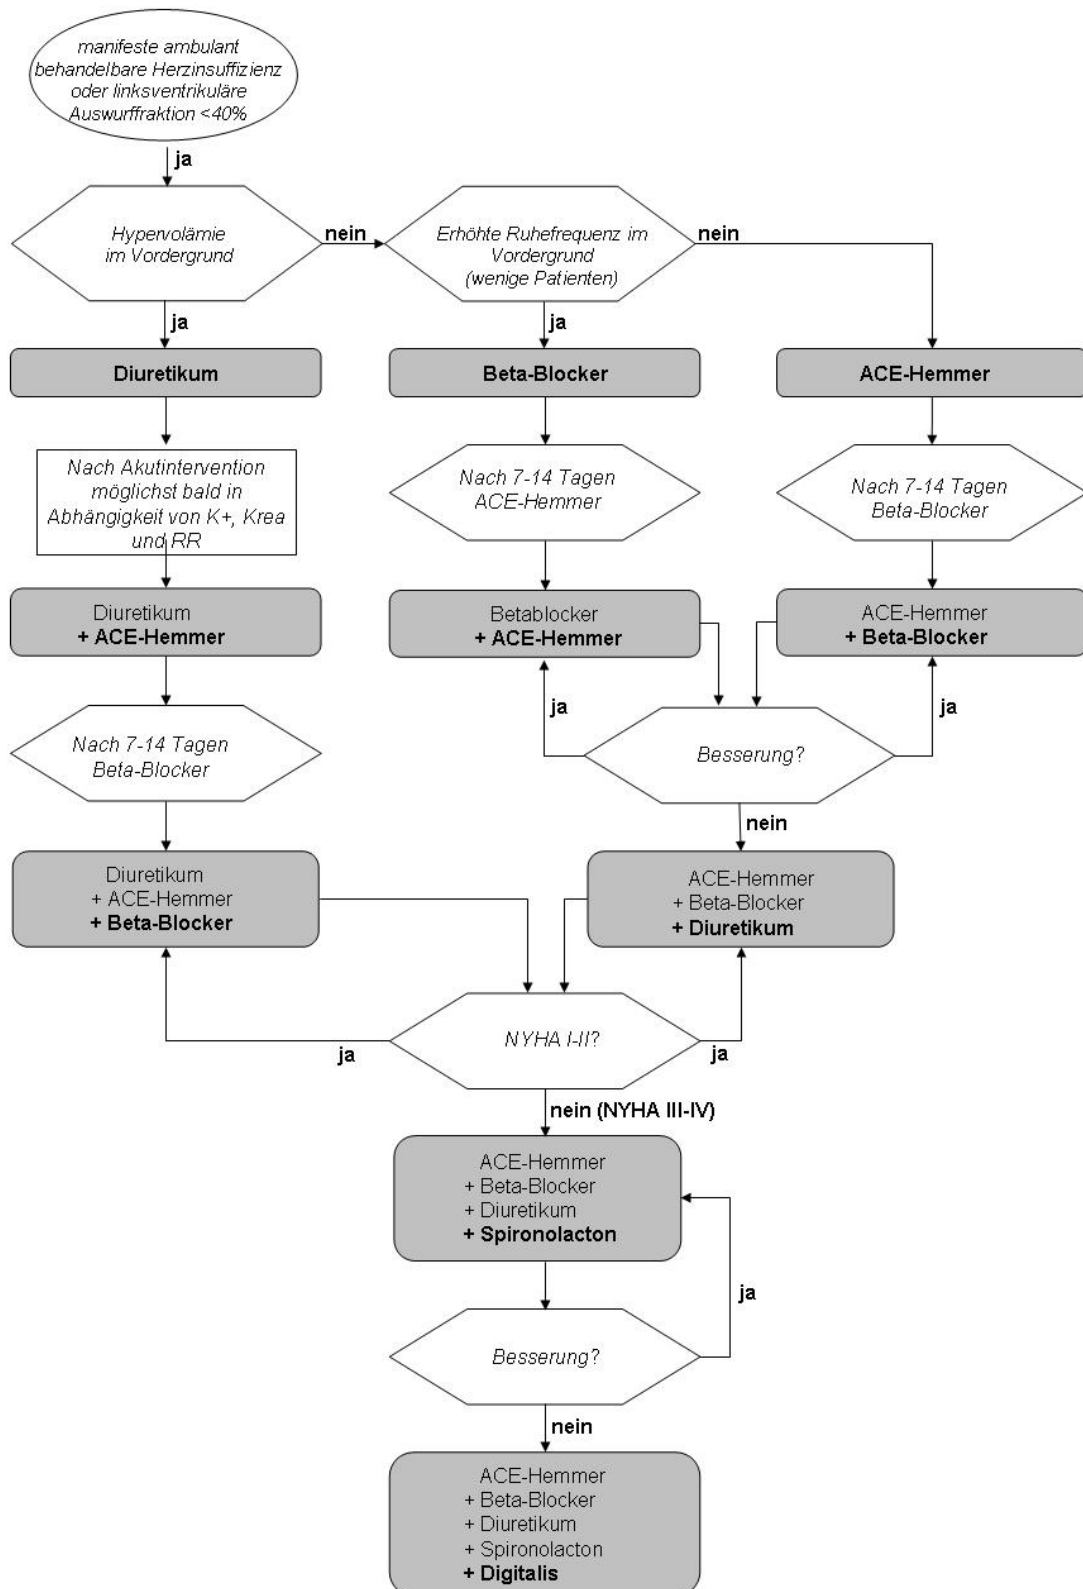 manifeste ambulant
behandelbare Herzinsuffizienz
oder linksventrikuläre
Auswurffraktion <40%
ja
Hypervolämie
im Vordergrund
nein
Erhöhte Ruhefrequenz im
Vordergrund
(wenige Patienten)
nein
ja
ja
Diuretikum
Beta-Blocker
ACE-Hemmer
Nach Akutintervention
möglichst bald in
Abhängigkeit von K+, Krea
und RR
Nach 7-14 Tagen
ACE-Hemmer
Nach 7-14 Tagen
Beta-Blocker
Diuretikum
+ ACE-Hemmer
Betablocker
+ ACE-Hemmer
ACE-Hemmer
+ Beta-Blocker
Nach 7-14 Tagen
Beta-Blocker
ja
Besserung?
ja
nein
Diuretikum
+ ACE-Hemmer
+ Beta-Blocker
ACE-Hemmer
+ Beta-Blocker
+ Diuretikum
NYHA I-II?
ja
ja
nein (NYHA III-IV)
ACE-Hemmer
+ Beta-Blocker
+ Diuretikum
+ Spironolacton
ja
Besserung?
nein
ACE-Hemmer
+ Beta-Blocker
+ Diuretikum
+ Spironolacton
+ Digitalis